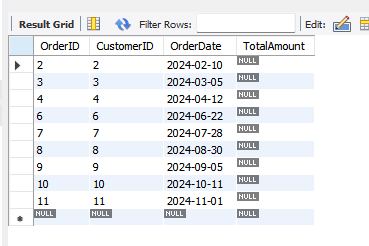 Result Grid Filter Rows: Edit:
OrderID CustomerID OrderDate TotalAmount
2 2 2024-02-10 NULL
3 3 2024-03-05 NULL
4 4 2024-04-12 NULL
6 6 2024-06-22 NULL
7 7 2024-07-28 NULL
8 8 2024-08-30 NULL
9 9 2024-09-05 NULL
10 10 2024-10-11 NULL
11 11 2024-11-01 NULL
NULL NULL NULL NULL